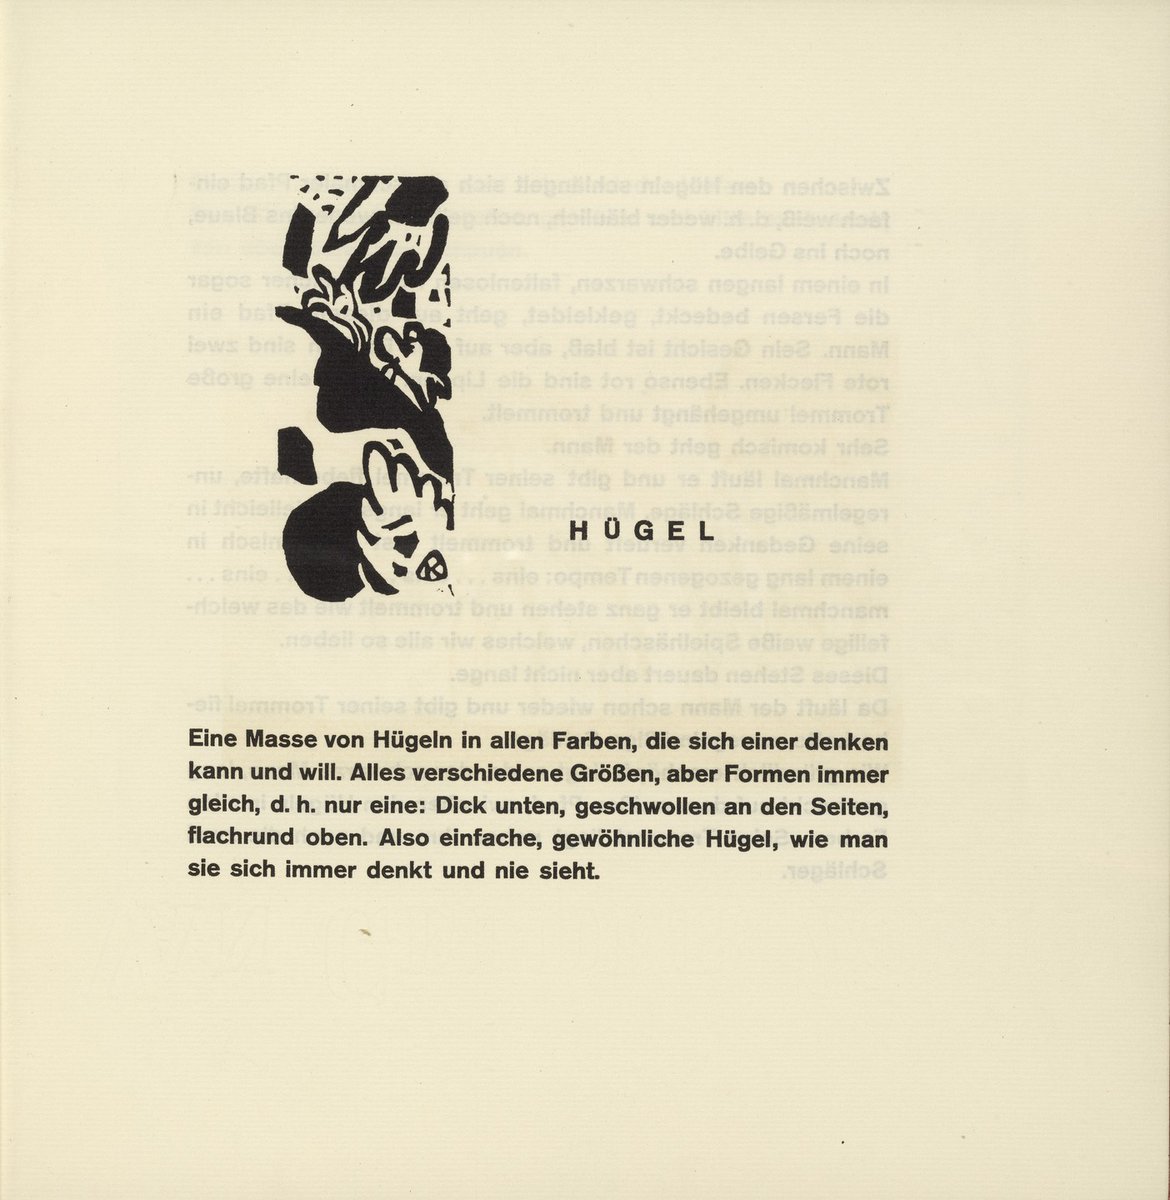 K
HÜGEL
Eine Masse von Hügeln in allen Farben, die sich einer denken
kann und will. Alles verschiedene Größen, aber Formen immer
gleich, d. h. nur eine: Dick unten, geschwollen an den Seiten,
flachrund oben. Also einfache, gewöhnliche Hügel, wie man
sie sich immer denkt und nie sieht.